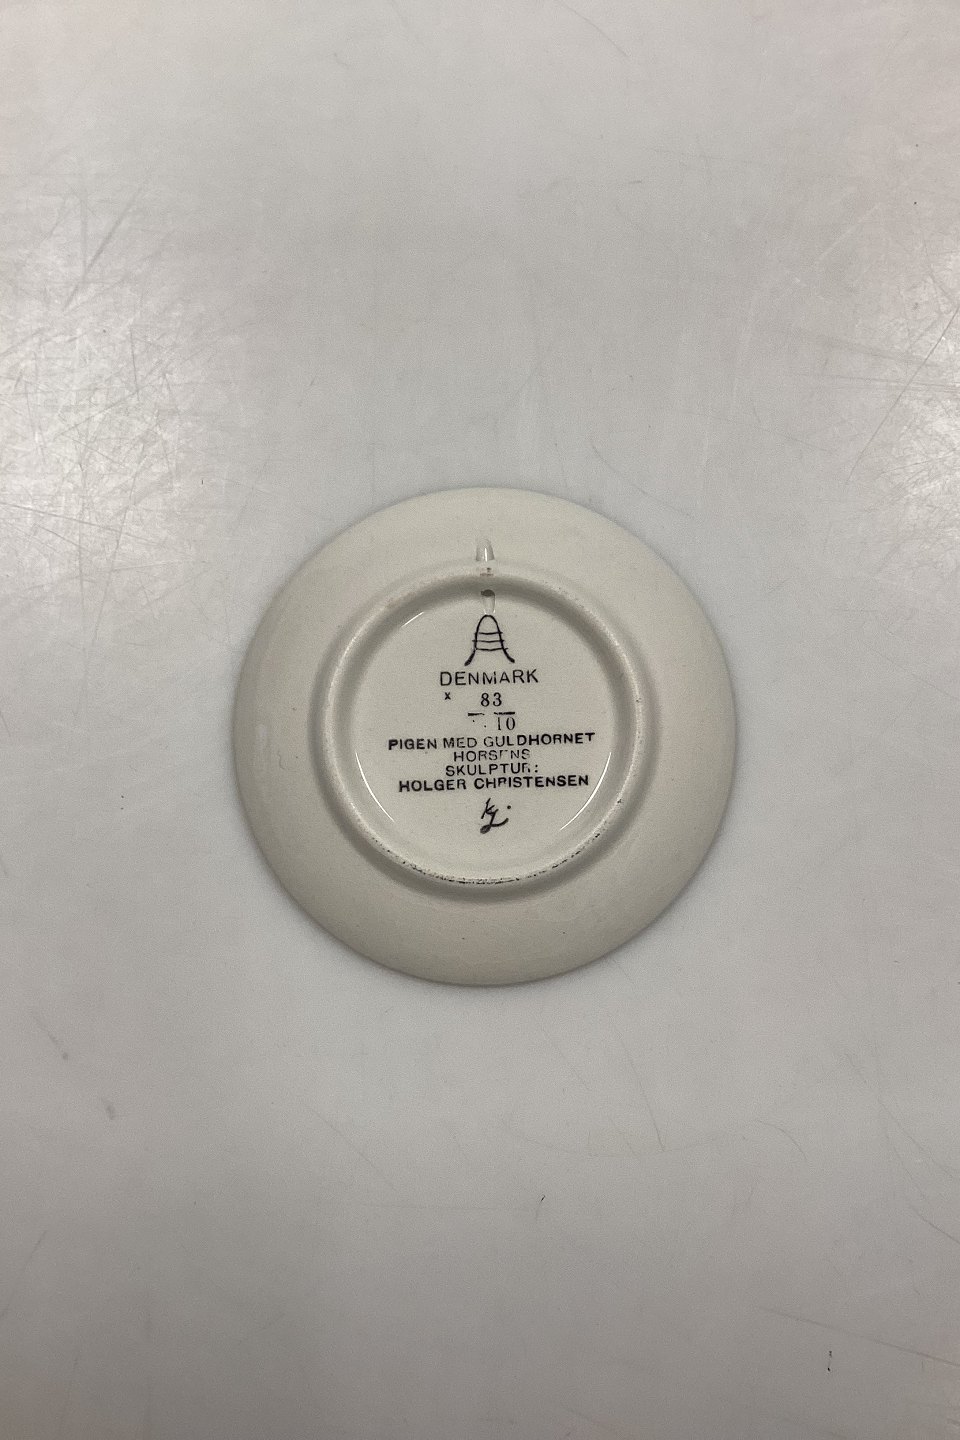 DENMARK
x 83
10
PIGEN MED GULDHORNET
HORSENS
SKULPTUR:
HOLGER CHRISTENSEN